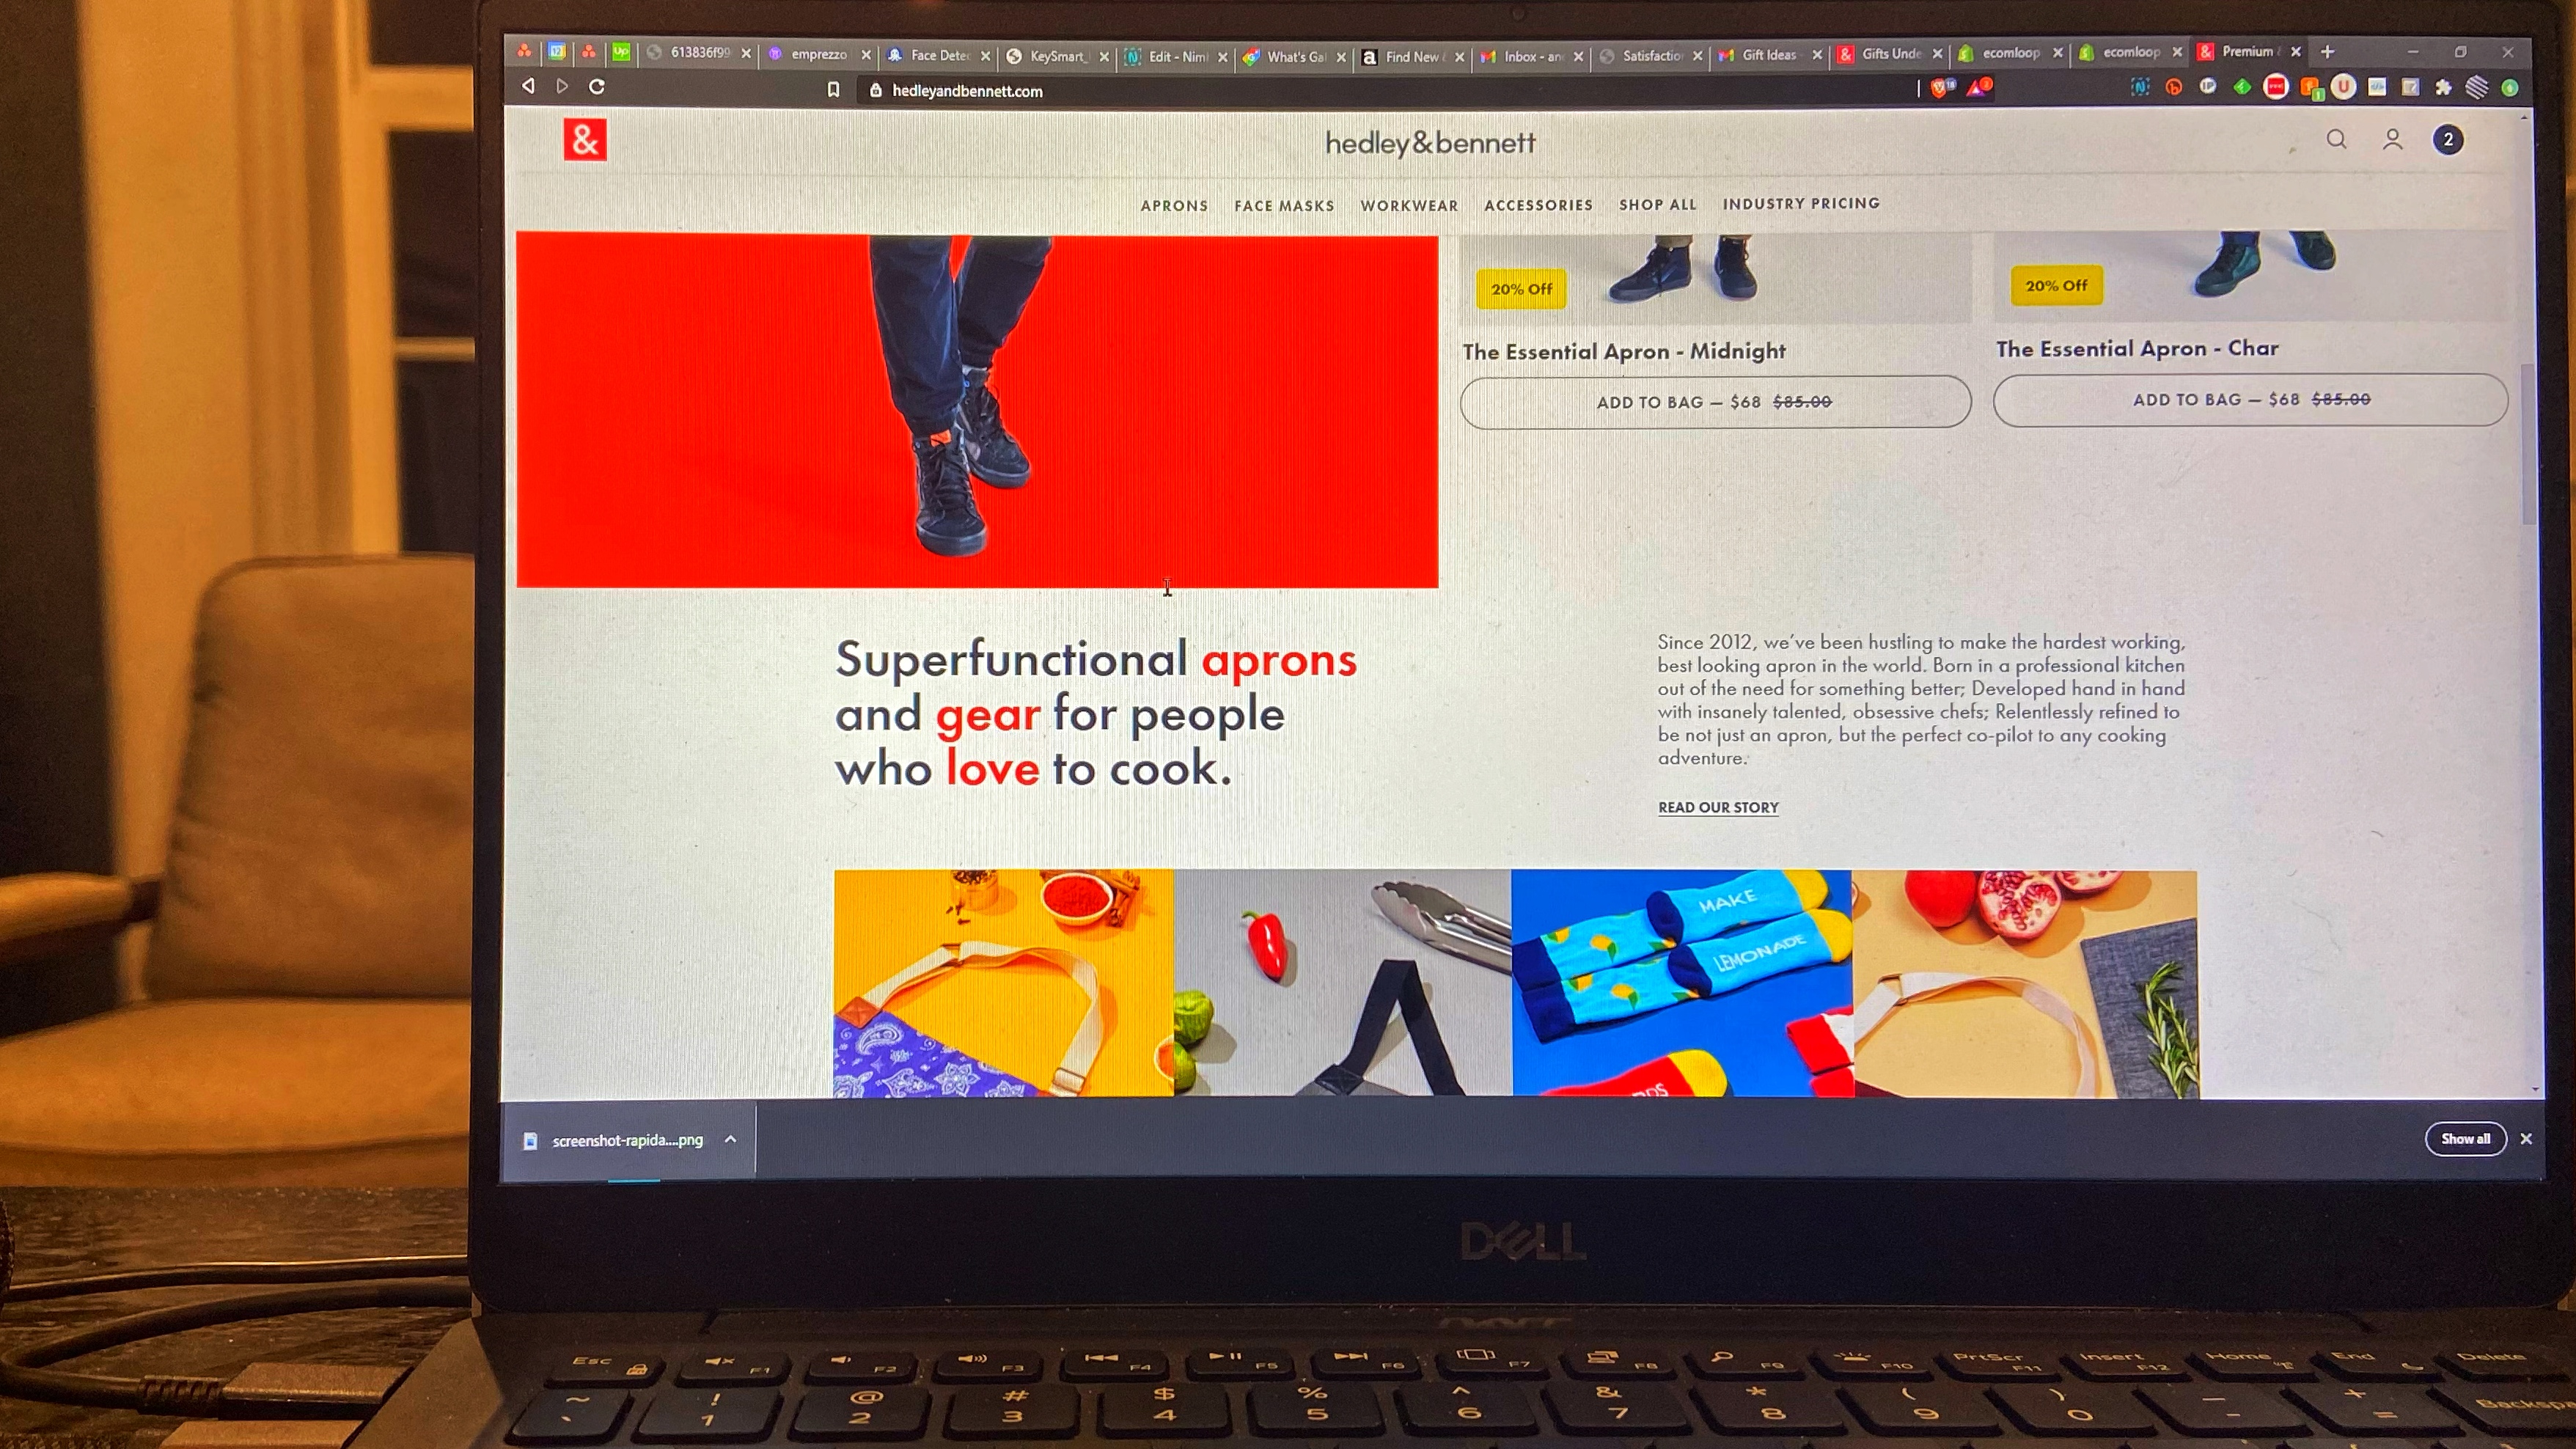 Up
613836f99
emprezzo
Face Detec
KeySmart_
Edit - Nim
What's Ga
a
Find New
Inbox - an
Satisfactio
Gift Ideas
&
Gifts Unde
ecomloop
ecomloop
&
Premium
hedleyandbennett.com
&
hedley&bennett
2
APRONS
FACE MASKS
WORKWEAR
ACCESSORIES
SHOP ALL
INDUSTRY PRICING
20% Off
20% Off
The Essential Apron - Midnight
The Essential Apron - Char
ADD TO BAG — $68 $85.00
ADD TO BAG — $68 $85.00
Superfunctional aprons
and gear for people
who love to cook.
Since 2012, we've been hustling to make the hardest working,
best looking apron in the world. Born in a professional kitchen
out of the need for something better; Developed hand in hand
with insanely talented, obsessive chefs; Relentlessly refined to
be not just an apron, but the perfect co-pilot to any cooking
adventure.
READ OUR STORY
MAKE
LEMONADE
screenshot-rapida....png
Show all
DELL
Esc
F1
F2
F3
F4
F5
F6
F7
F8
F9
F10
PrtScr F11
Insert F12
Home
End
Delete
~ `
! 1
@ 2
# 3
$ 4
% 5
^ 6
& 7
* 8
( 9
) 0
_ -
+ =
Backsp